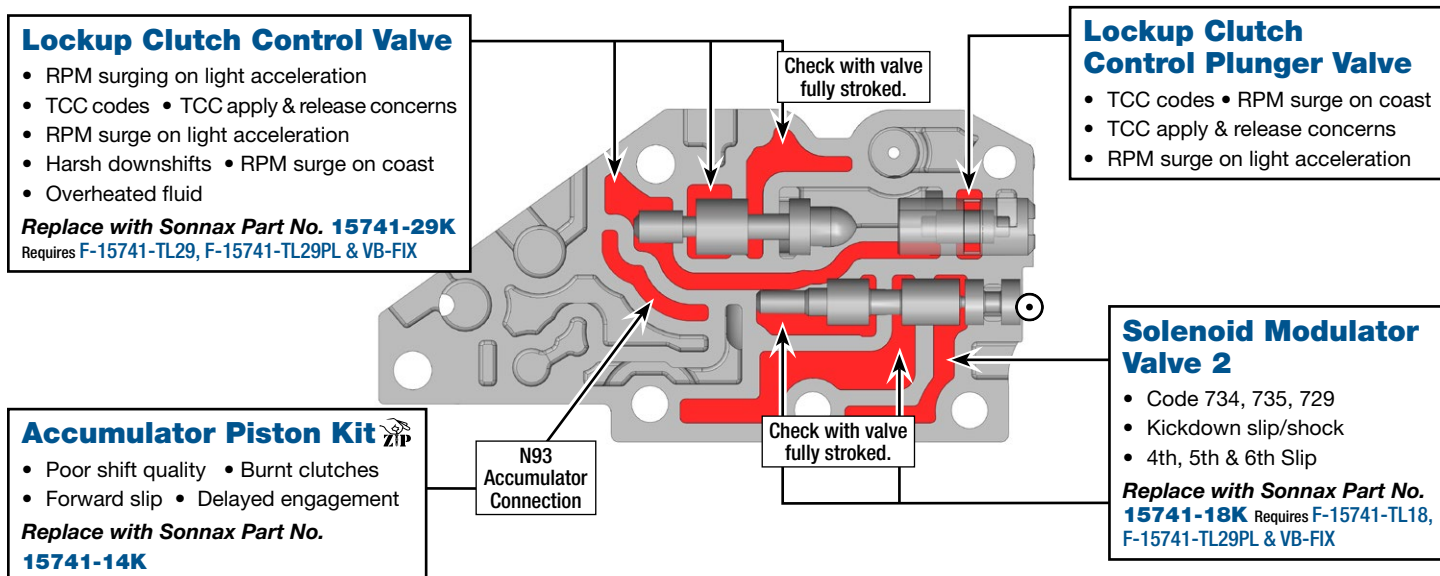 Lockup Clutch Control Valve
• RPM surging on light acceleration
• TCC codes • TCC apply & release concerns
• RPM surge on light acceleration
• Harsh downshifts • RPM surge on coast
• Overheated fluid
Replace with Sonnax Part No. 15741-29K
Requires F-15741-TL29, F-15741-TL29PL & VB-FIX
Check with valve
fully stroked.
Lockup Clutch
Control Plunger Valve
• TCC codes • RPM surge on coast
• TCC apply & release concerns
• RPM surge on light acceleration
Accumulator Piston Kit ZIP
• Poor shift quality • Burnt clutches
• Forward slip • Delayed engagement
Replace with Sonnax Part No.
15741-14K
N93
Accumulator
Connection
Check with valve
fully stroked.
Solenoid Modulator
Valve 2
• Code 734, 735, 729
• Kickdown slip/shock
• 4th, 5th & 6th Slip
Replace with Sonnax Part No.
15741-18K Requires F-15741-TL18,
F-15741-TL29PL & VB-FIX